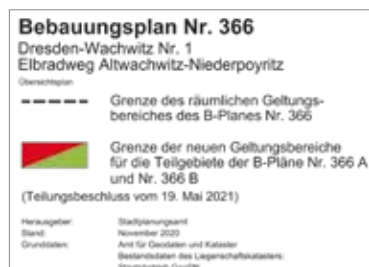 Bebauungsplan Nr. 366
Dresden-Wachwitz Nr. 1
Elbradweg Altwachwitz-Niederpoyritz
Übersichtsplan
Grenze des räumlichen Geltungs-
bereiches des B-Planes Nr. 366
Grenze der neuen Geltungsbereiche
für die Teilgebiete der B-Pläne Nr. 366 A
und Nr. 366 B
(Teilungsbeschluss vom 19. Mai 2021)
Herausgeber: Stadtplanungsamt
Stand: November 2020
Grunddaten: Amt für Geodaten und Kataster
Bestandsdaten des Liegenschaftskatasters: